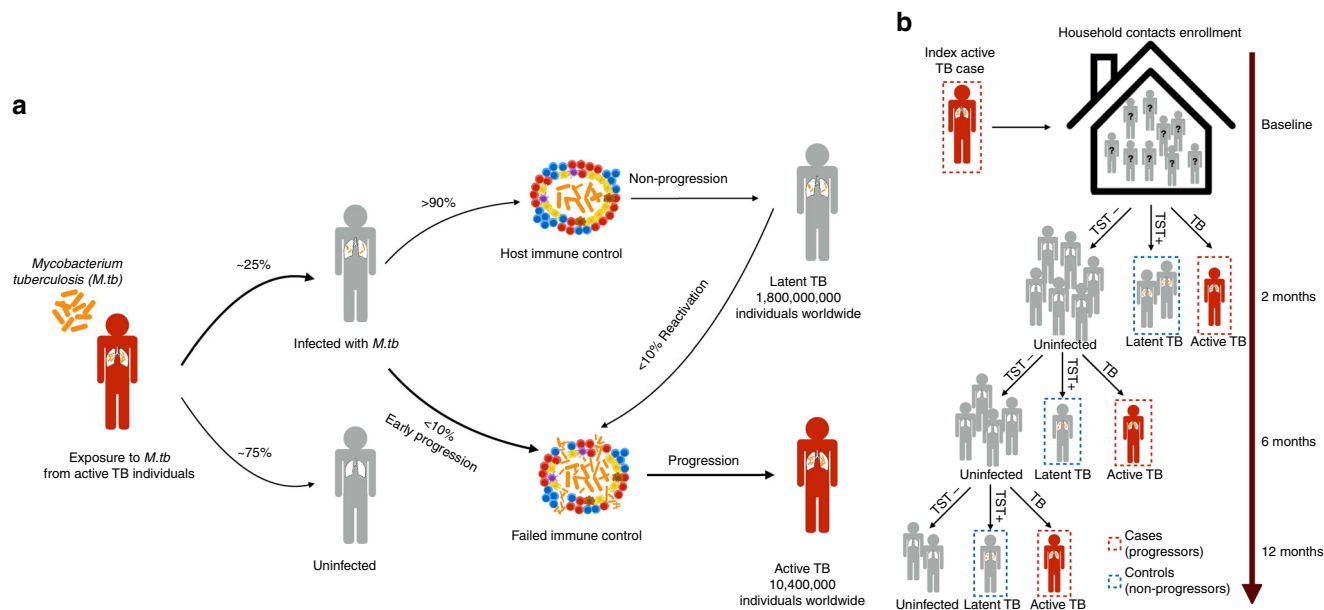 a
Mycobacterium
tuberculosis (M.tb)
Exposure to M.tb
from active TB individuals
~25%
~75%
Infected with M.tb
Uninfected
>90%
<10%
Early progression
Host immune control
Non-progression
<10% Reactivation
Failed immune control
Progression
Latent TB
1,800,000,000
individuals worldwide
Active TB
10,400,000
individuals worldwide
b
Household contacts enrollment
Index active
TB case
? ? ? ? ? ? ? ? ?
Baseline
TST –
TST+
TB
Uninfected
Latent TB
Active TB
2 months
TST –
TST+
TB
Uninfected
Latent TB
Active TB
6 months
TST –
TST+
TB
Uninfected
Latent TB
Active TB
Cases
(progressors)
Controls
(non-progressors)
12 months